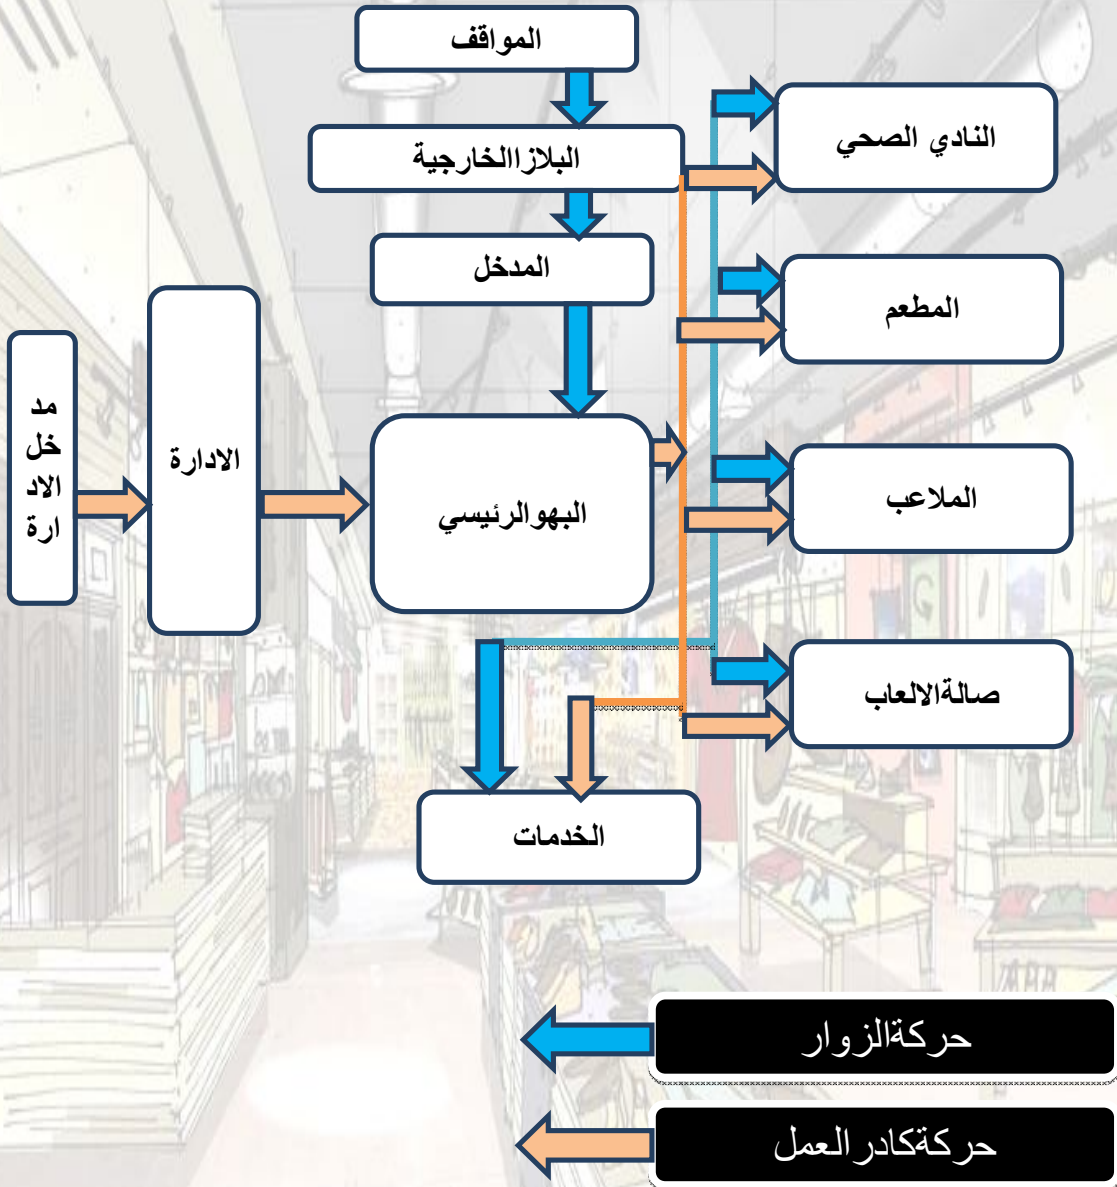 المواقف
البلازاالخارجية
المدخل
النادي الصحي
المطعم
مد
خل
الاد
ارة
الادارة
البهوالرئيسي
الملاعب
صالةالالعاب
الخدمات
حركةالزوار
حركةكادرالعمل